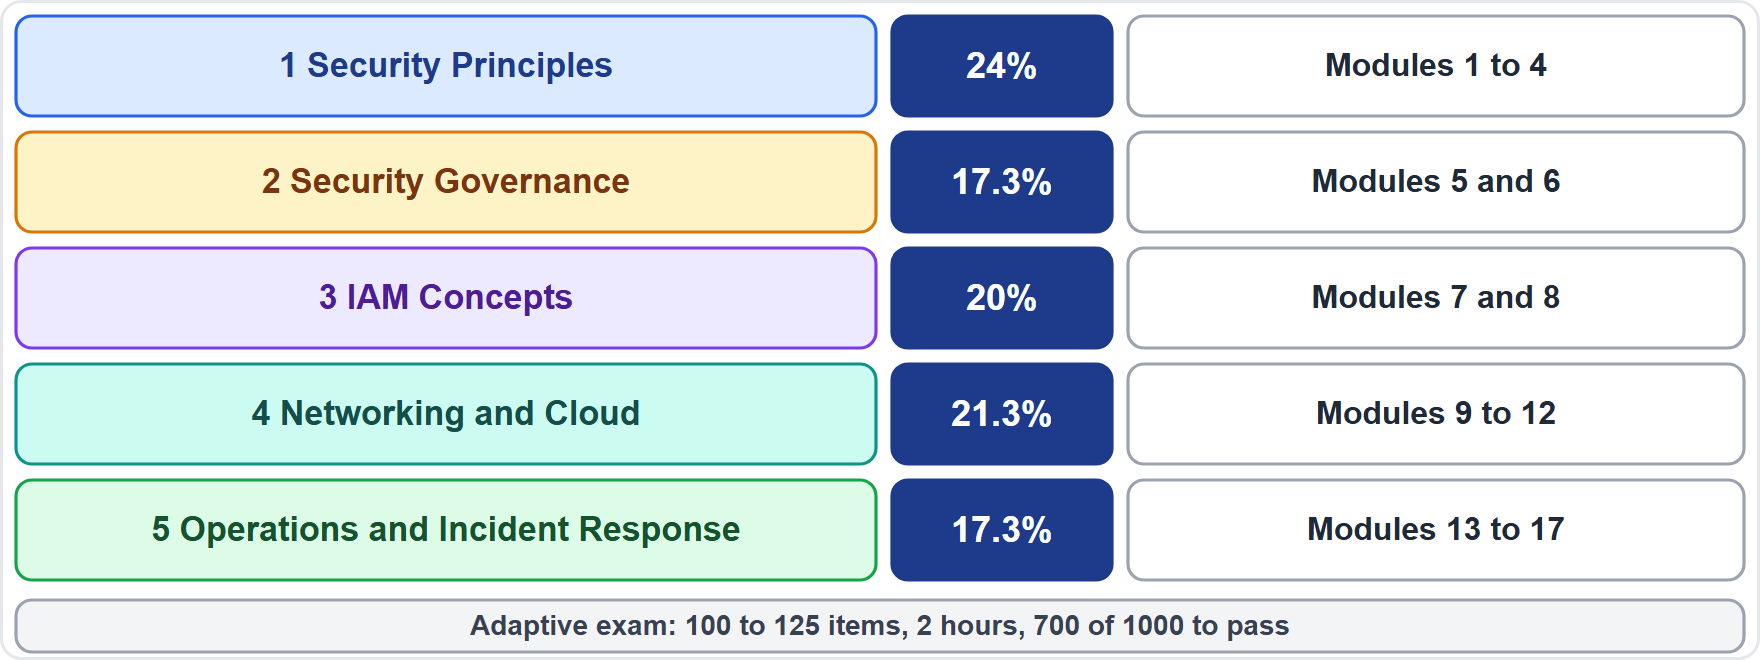 1 Security Principles
24%
Modules 1 to 4
2 Security Governance
17.3%
Modules 5 and 6
3 IAM Concepts
20%
Modules 7 and 8
4 Networking and Cloud
21.3%
Modules 9 to 12
5 Operations and Incident Response
17.3%
Modules 13 to 17
Adaptive exam: 100 to 125 items, 2 hours, 700 of 1000 to pass